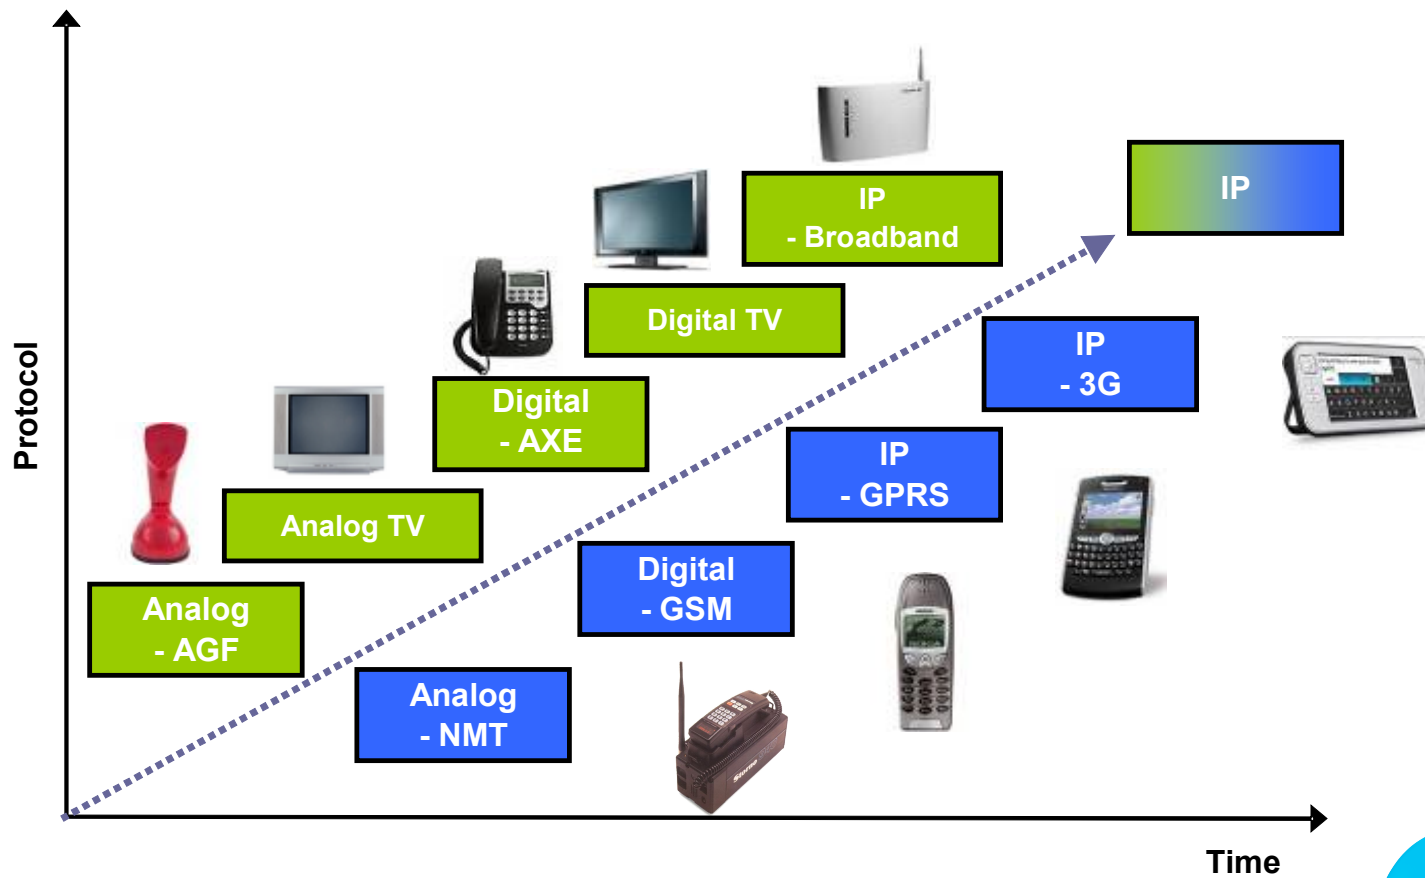 IP
- Broadband
IP
Digital TV
IP
- 3G
Protocol
Digital
- AXE
IP
- GPRS
Analog TV
Digital
- GSM
Analog
- AGF
Analog
- NMT
Storno
Time